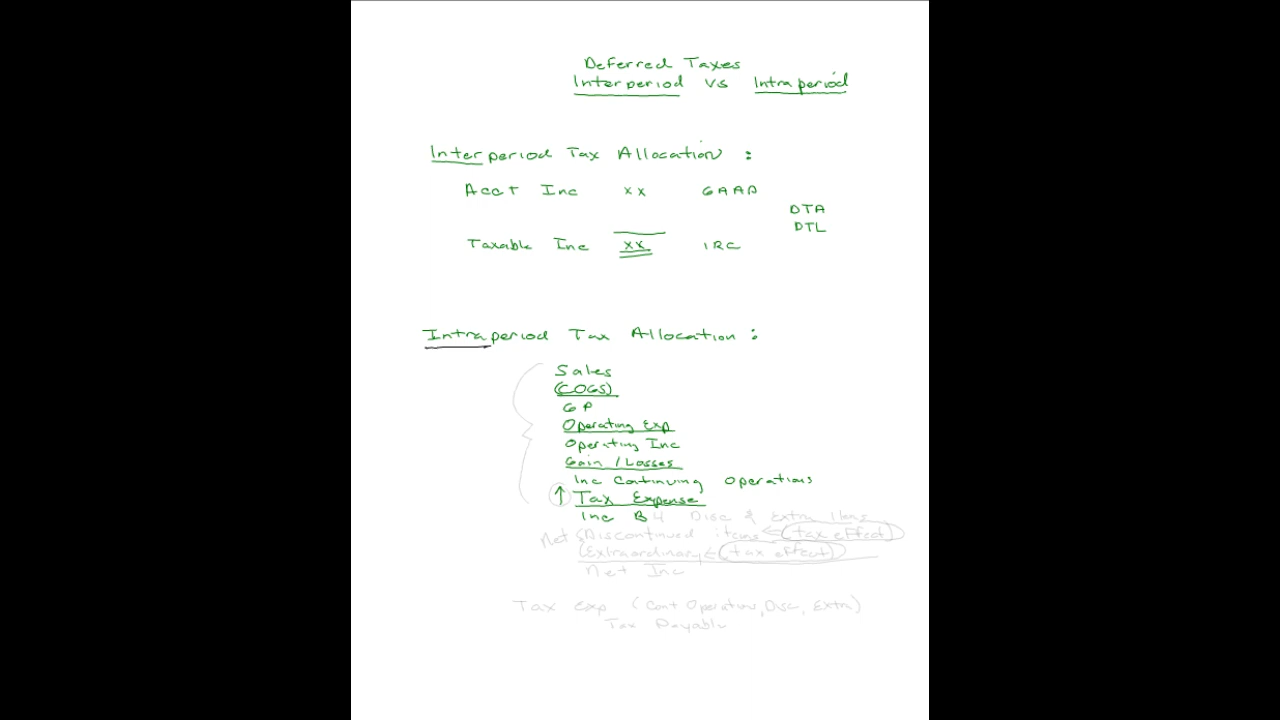 Deferred Taxes
Interperiod vs Intraperiod
Interperiod Tax Allocation :
Acct Inc xx GAAP
DTA
DTL
Taxable Inc xx IRC
Intraperiod Tax Allocation :
Sales
(COGS)
GP
Operating Exp
Operating Inc
Gain / Losses
Inc Continuing Operations
↑ Tax Expense
Inc B4 Disc & Extra Items
Net {Discontinued items ← (tax effect)
(Extraordinary ← (tax effect)
Net Inc
Tax Exp (Cont Operations, Disc, Extra)
Tax Payable